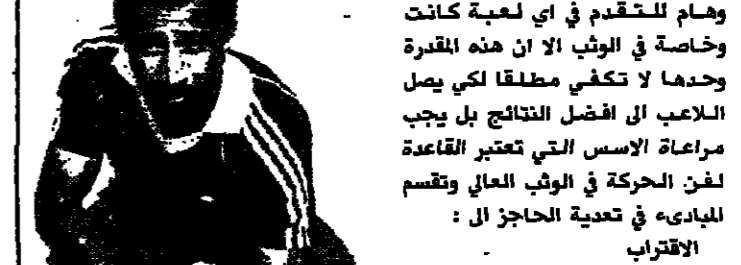 وهام للتقدم في اي لعبة كانت
وخاصة في الوثب الا ان هذه المقدرة
وحدها لا تكفي مطلقا لكي يصل
اللاعب الى افضل النتائج بل يجب
مراعاة الاسس التي تعتبر القاعدة
لفن الحركة في الوثب العالي وتقسم
المبادىء في تعدية الحاجز الى :
الاقتراب